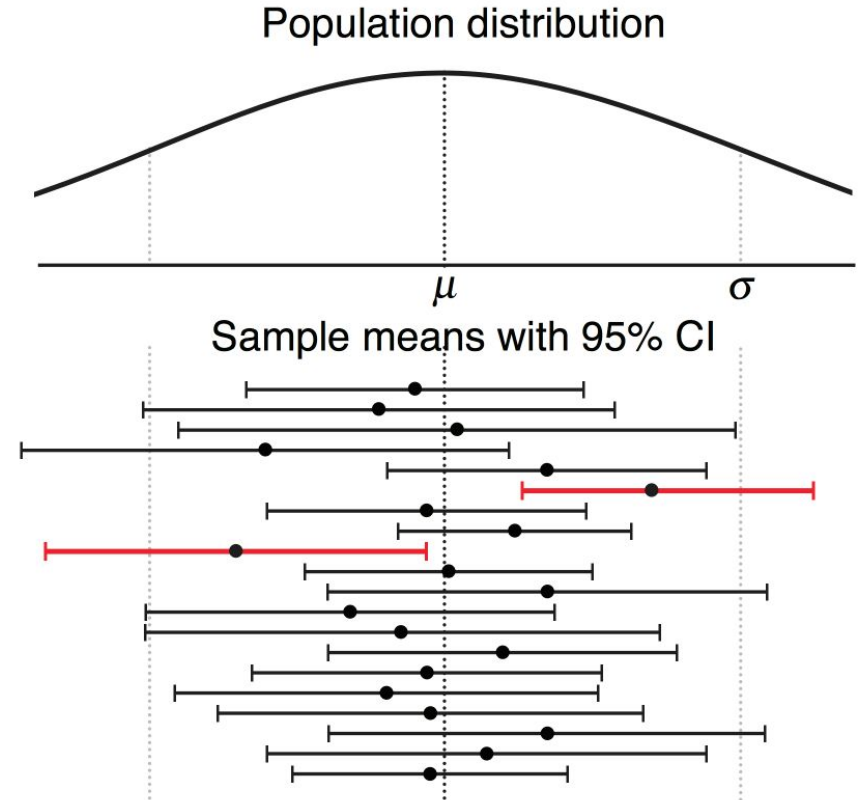 Population distribution
μ σ
Sample means with 95% CI